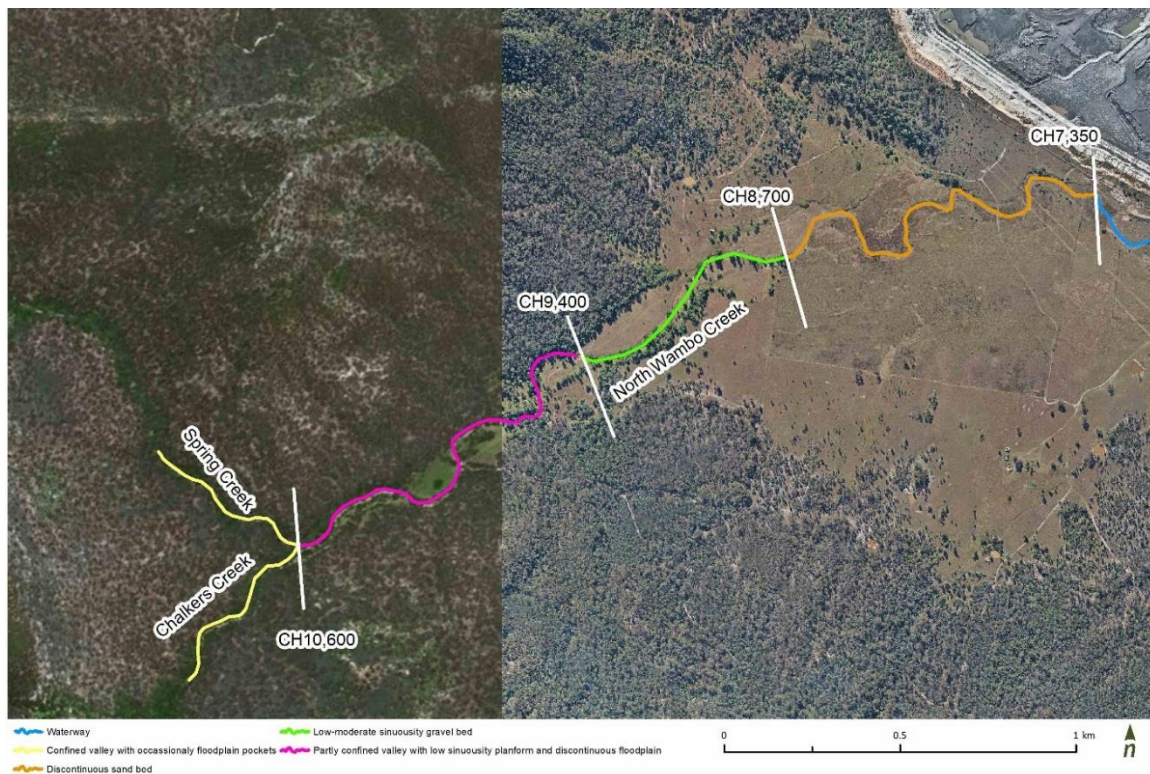 CH7,350
CH8,700
CH9,400
North Wambo Creek
Spring Creek
Chalkers Creek
CH10,600
Waterway
Low-moderate sinuousity gravel bed
Confined valley with occassionaly floodplain pockets
Partly confined valley with low sinuousity planform and discontinuous floodplain
Discontinuous sand bed
0 0.5 1 km
n